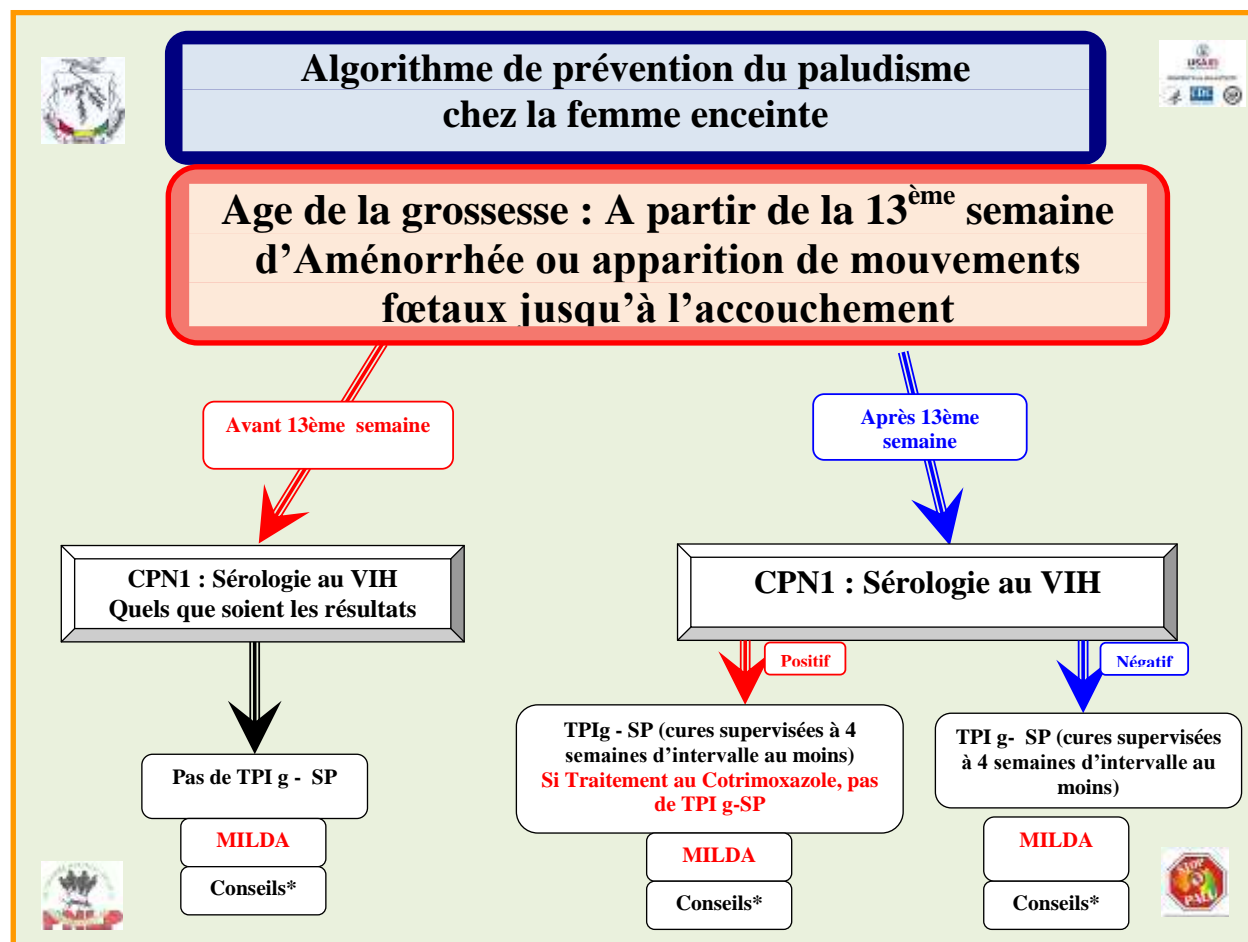 Algorithme de prévention du paludisme
chez la femme enceinte
USAID
CDC
Age de la grossesse : A partir de la 13ème semaine
d’Aménorrhée ou apparition de mouvements
fœtaux jusqu’à l’accouchement
Avant 13ème semaine
Après 13ème
semaine
CPN1 : Sérologie au VIH
Quels que soient les résultats
CPN1 : Sérologie au VIH
Positif
Négatif
Pas de TPI g - SP
MILDA
Conseils*
TPIg - SP (cures supervisées à 4
semaines d’intervalle au moins)
Si Traitement au Cotrimoxazole, pas
de TPI g-SP
MILDA
Conseils*
TPI g- SP (cures supervisées
à 4 semaines d’intervalle au
moins)
MILDA
Conseils*
STOP
PALU